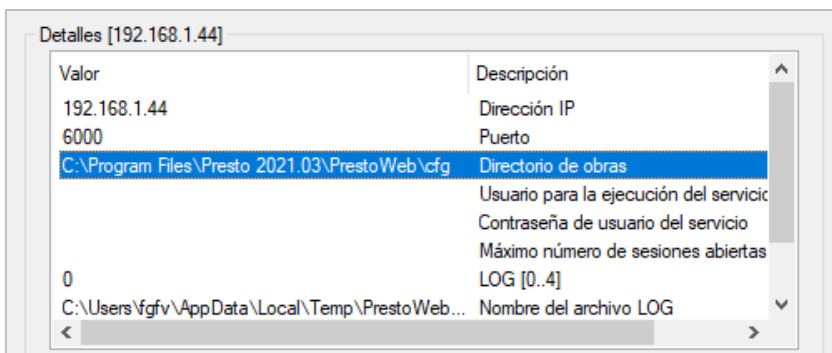 Detalles [192.168.1.44]
Valor Descripción
192.168.1.44 Dirección IP
6000 Puerto
C:\Program Files\Presto 2021.03\PrestoWeb\cfg Directorio de obras
Usuario para la ejecución del servicio
Contraseña de usuario del servicio
Máximo número de sesiones abiertas
0 LOG [0..4]
C:\Users\fgfv\AppData\Local\Temp\PrestoWeb... Nombre del archivo LOG